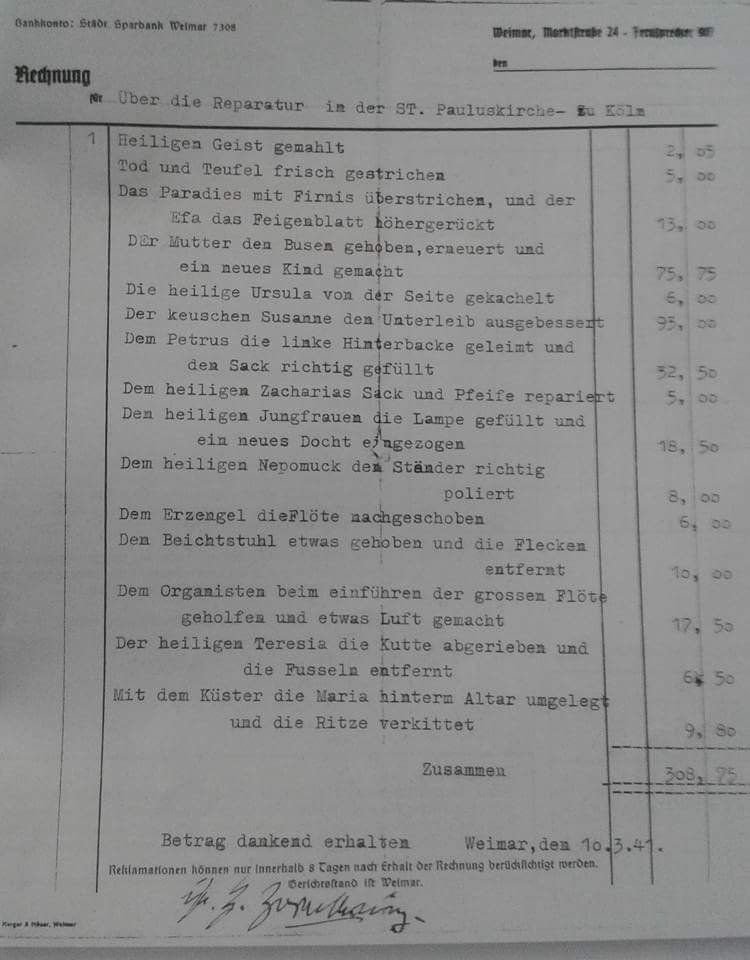 Bankkonto: Städt. Sparbank Weimar 7308
Weimar, Marktstraße 24 - Fernsprecher
den
Rechnung
für Über die Reparatur in der ST. Pauluskirche- zu Köln
1 Heiligen Geist gemahlt 2, 05
Tod und Teufel frisch gestrichen 5, 00
Das Paradies mit Firnis überstrichen, und der
Efa das Feigenblatt höhergerückt 13, 00
DEr Mutter den Busen gehoben,erneuert und
ein neues Kind gemacht 75, 75
Die heilige Ursula von der Seite gekachelt 6, 00
Der keuschen Susanne den Unterleib ausgebessert 93, 00
Dem Petrus die linke Hinterbacke geleimt und
den Sack richtig gefüllt 32, 50
Dem heiligen Zacharias Sack und Pfeife repariert 5, 00
Den heiligen Jungfrauen die Lampe gefüllt und
ein neues Docht eingezogen 18, 50
Dem heiligen Nepomuck den Ständer richtig
poliert 8, 00
Dem Erzengel dieFlöte nachgeschoben 6, 00
Den Beichtstuhl etwas gehoben und die Flecken
entfernt 10, 00
Dem Organisten beim einführen der grossen Flöte
geholfen und etwas Luft gemacht 17, 50
Der heiligen Teresia die Kutte abgerieben und
die Fusseln entfernt 6, 50
Mit dem Küster die Maria hinterm Altar umgelegt
und die Ritze verkittet 9, 80
Zusammen 308, 75
Betrag dankend erhalten Weimar,den 10.3.41.
Reklamationen können nur innerhalb 8 Tagen nach Erhalt der Rechnung berücksichtigt werden.
Gerichtsstand ist Weimar.
Weimar